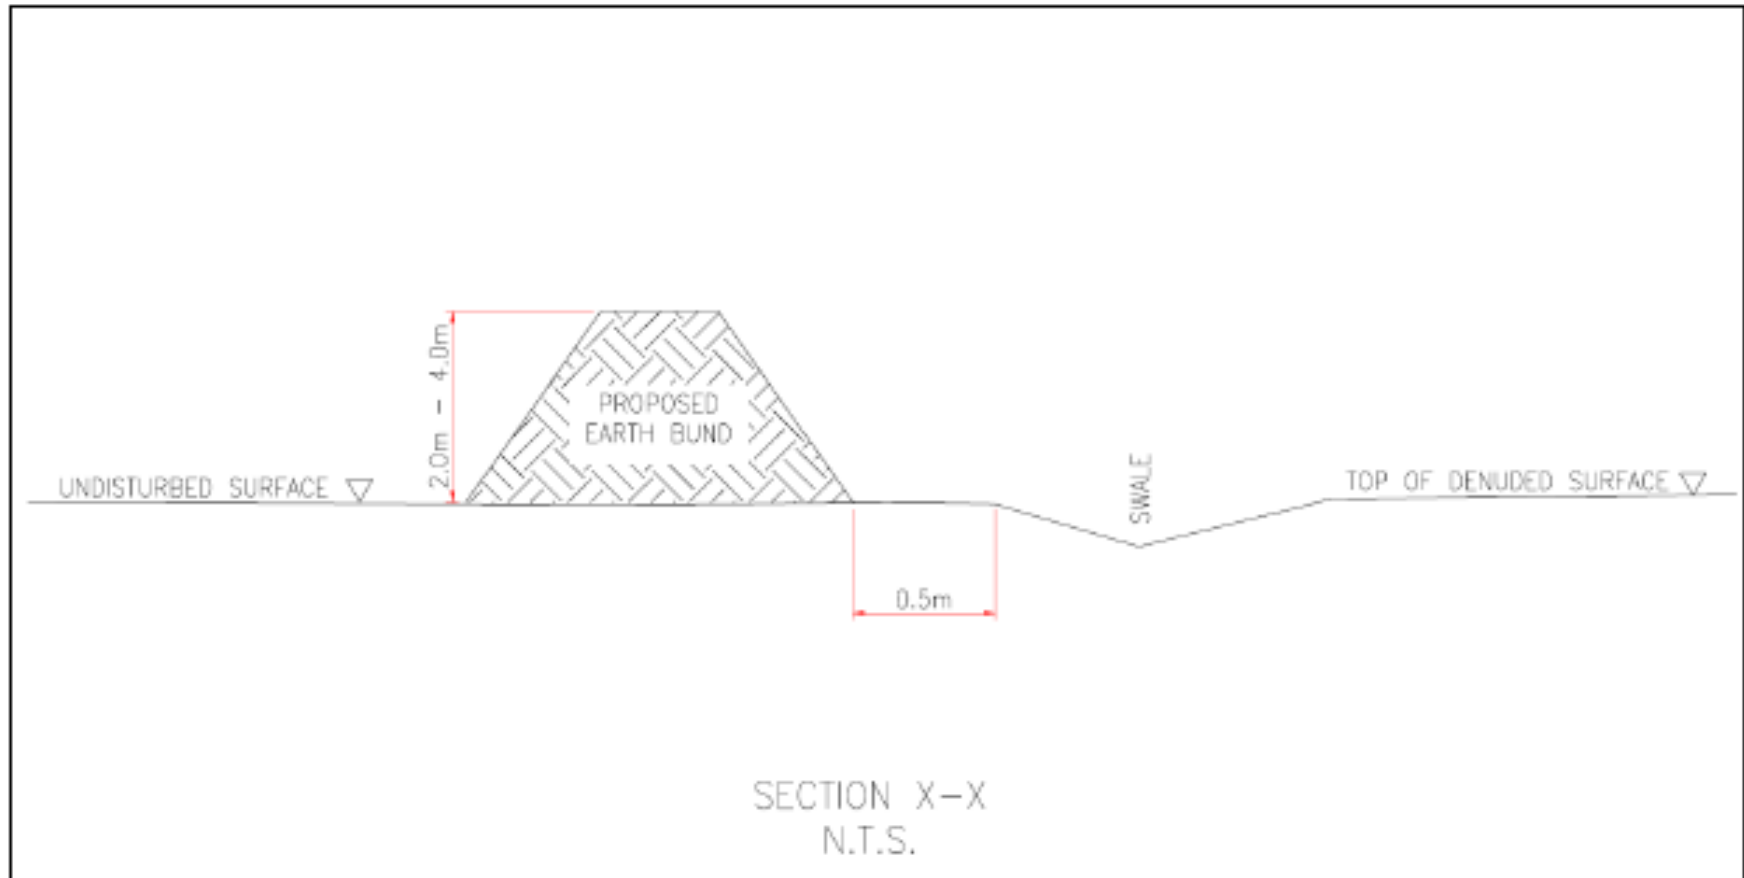 2.0m - 4.0m
PROPOSED
EARTH BUND
UNDISTURBED SURFACE
SWALE
TOP OF DENUDED SURFACE
0.5m
SECTION X-X
N.T.S.